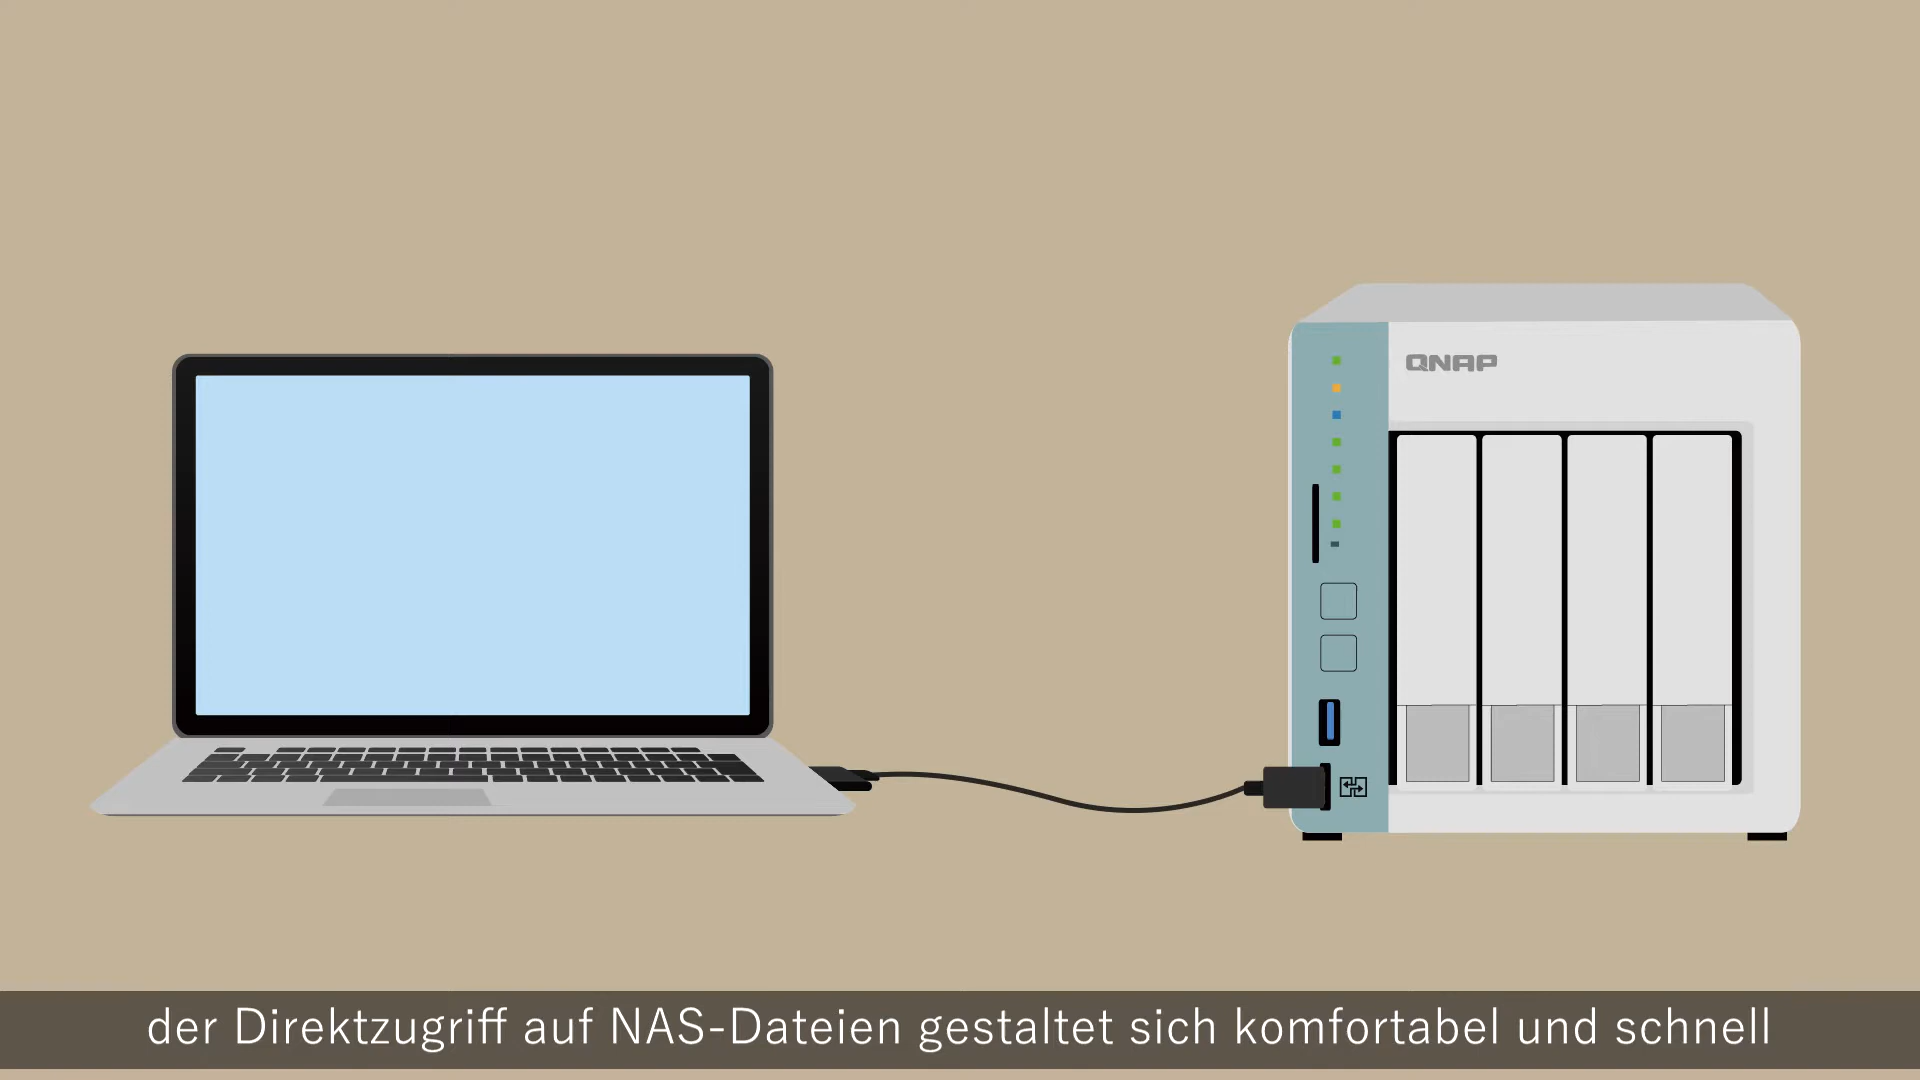 QNAP
der Direktzugriff auf NAS-Dateien gestaltet sich komfortabel und schnell